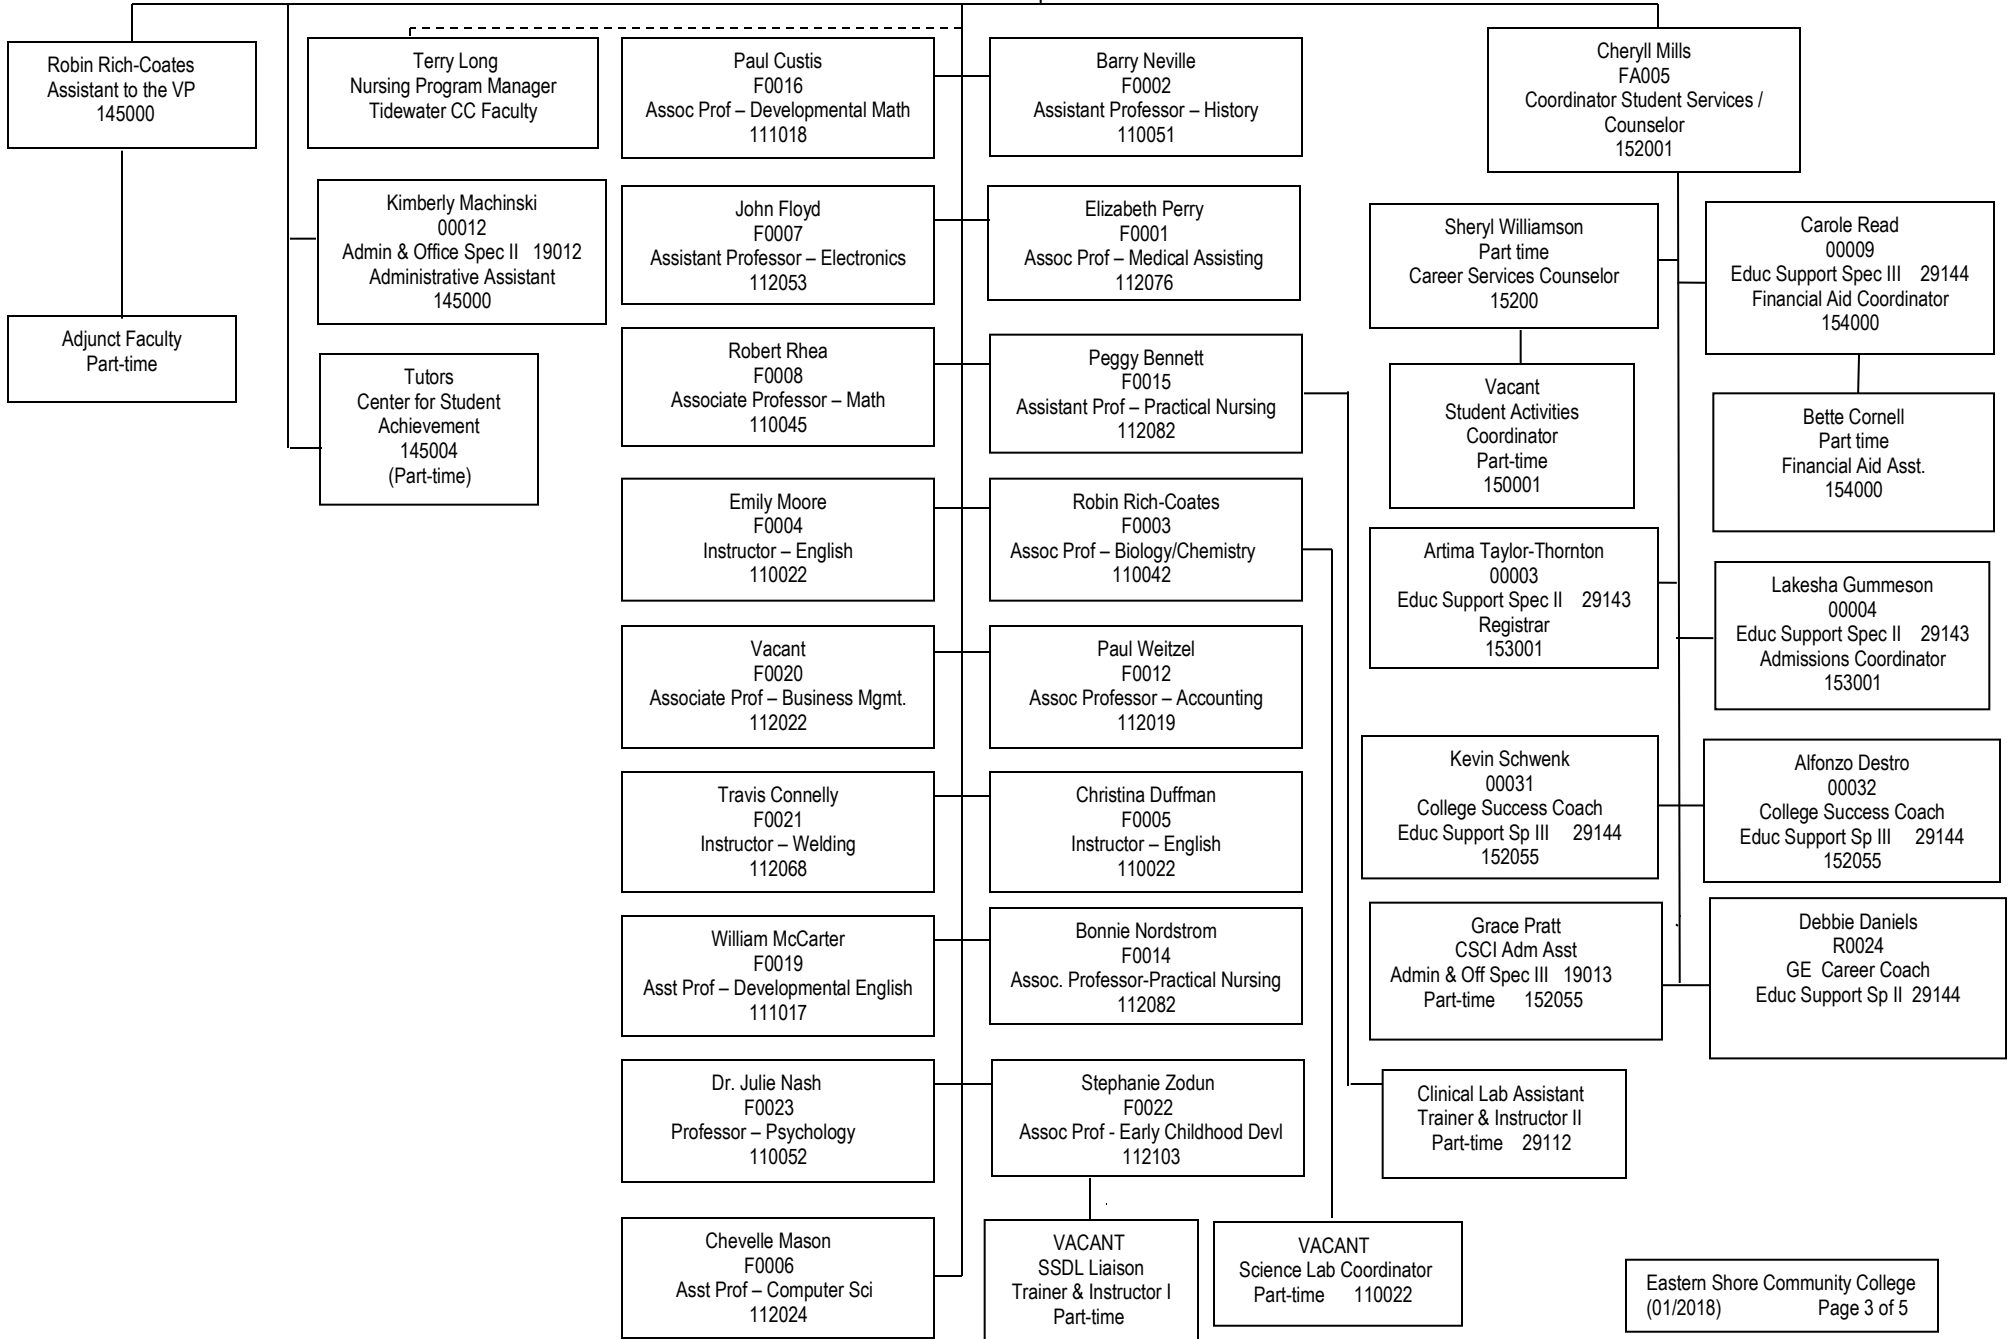 Robin Rich-Coates
Assistant to the VP
145000
Adjunct Faculty
Part-time
Terry Long
Nursing Program Manager
Tidewater CC Faculty
Kimberly Machinski
00012
Admin & Office Spec II 19012
Administrative Assistant
145000
Tutors
Center for Student
Achievement
145004
(Part-time)
Paul Custis
F0016
Assoc Prof – Developmental Math
111018
Barry Neville
F0002
Assistant Professor – History
110051
John Floyd
F0007
Assistant Professor – Electronics
112053
Elizabeth Perry
F0001
Assoc Prof – Medical Assisting
112076
Robert Rhea
F0008
Associate Professor – Math
110045
Peggy Bennett
F0015
Assistant Prof – Practical Nursing
112082
Emily Moore
F0004
Instructor – English
110022
Robin Rich-Coates
F0003
Assoc Prof – Biology/Chemistry
110042
Vacant
F0020
Associate Prof – Business Mgmt.
112022
Paul Weitzel
F0012
Assoc Professor – Accounting
112019
Travis Connelly
F0021
Instructor – Welding
112068
Christina Duffman
F0005
Instructor – English
110022
William McCarter
F0019
Asst Prof – Developmental English
111017
Bonnie Nordstrom
F0014
Assoc. Professor-Practical Nursing
112082
Dr. Julie Nash
F0023
Professor – Psychology
110052
Stephanie Zodun
F0022
Assoc Prof - Early Childhood Devl
112103
Chevelle Mason
F0006
Asst Prof – Computer Sci
112024
VACANT
SSDL Liaison
Trainer & Instructor I
Part-time
VACANT
Science Lab Coordinator
Part-time 110022
Cheryll Mills
FA005
Coordinator Student Services /
Counselor
152001
Sheryl Williamson
Part time
Career Services Counselor
15200
Carole Read
00009
Educ Support Spec III 29144
Financial Aid Coordinator
154000
Vacant
Student Activities
Coordinator
Part-time
150001
Bette Cornell
Part time
Financial Aid Asst.
154000
Artima Taylor-Thornton
00003
Educ Support Spec II 29143
Registrar
153001
Lakesha Gummeson
00004
Educ Support Spec II 29143
Admissions Coordinator
153001
Kevin Schwenk
00031
College Success Coach
Educ Support Sp III 29144
152055
Alfonzo Destro
00032
College Success Coach
Educ Support Sp III 29144
152055
Grace Pratt
CSCI Adm Asst
Admin & Off Spec III 19013
Part-time 152055
Debbie Daniels
R0024
GE Career Coach
Educ Support Sp II 29144
Clinical Lab Assistant
Trainer & Instructor II
Part-time 29112
Eastern Shore Community College
(01/2018) Page 3 of 5